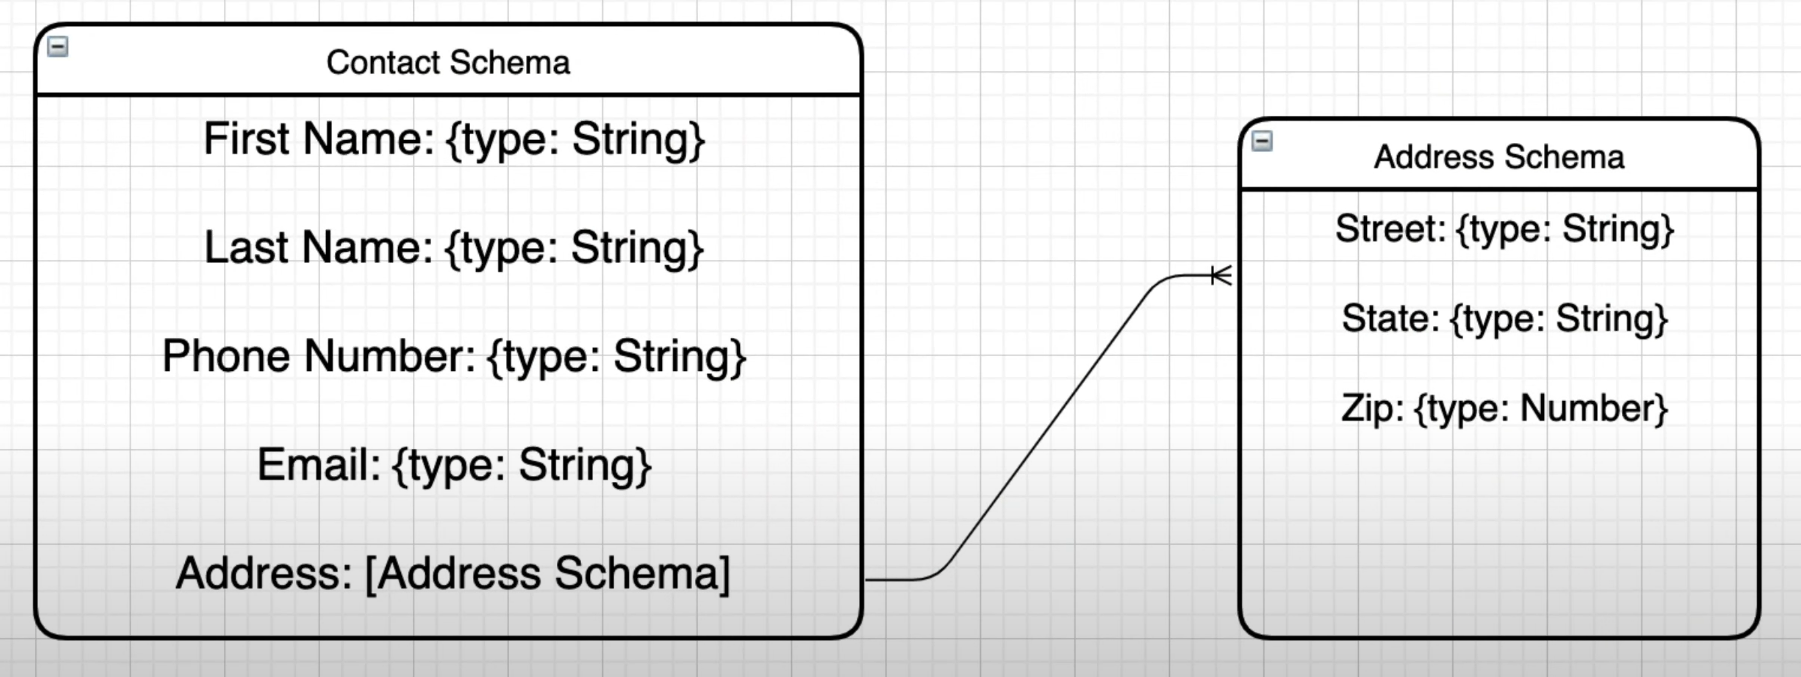 Contact Schema
First Name: {type: String}
Last Name: {type: String}
Phone Number: {type: String}
Email: {type: String}
Address: [Address Schema]
Address Schema
Street: {type: String}
State: {type: String}
Zip: {type: Number}